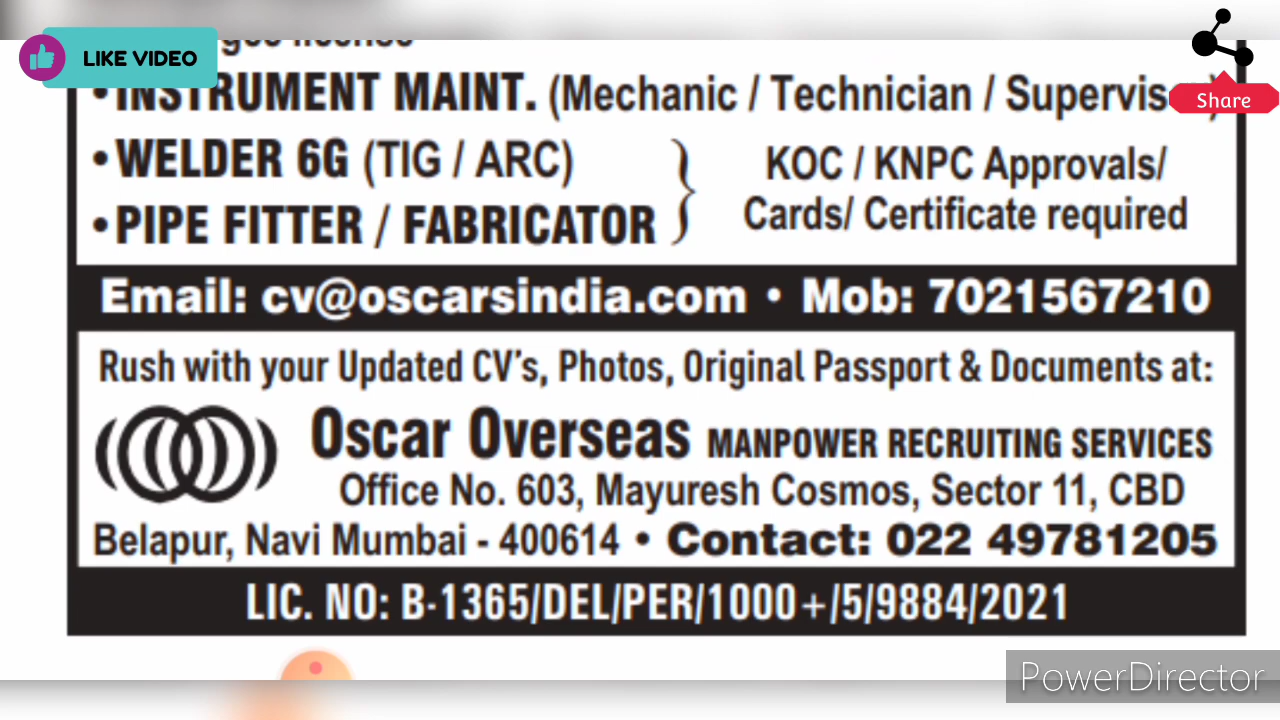 LIKE VIDEO
Share
•INSTRUMENT MAINT. (Mechanic / Technician /
•WELDER 6G (TIG / ARC)
•PIPE FITTER / FABRICATOR
KOC / KNPC Approvals/
Cards/ Certificate required
Email: cv@oscarsindia.com • Mob: 7021567210
Rush with your Updated CV's, Photos, Original Passport & Documents at:
Oscar Overseas MANPOWER RECRUITING SERVICES
Office No. 603, Mayuresh Cosmos, Sector 11, CBD
Belapur, Navi Mumbai - 400614 • Contact: 022 49781205
LIC. NO: B-1365/DEL/PER/1000+/5/9884/2021
PowerDirector